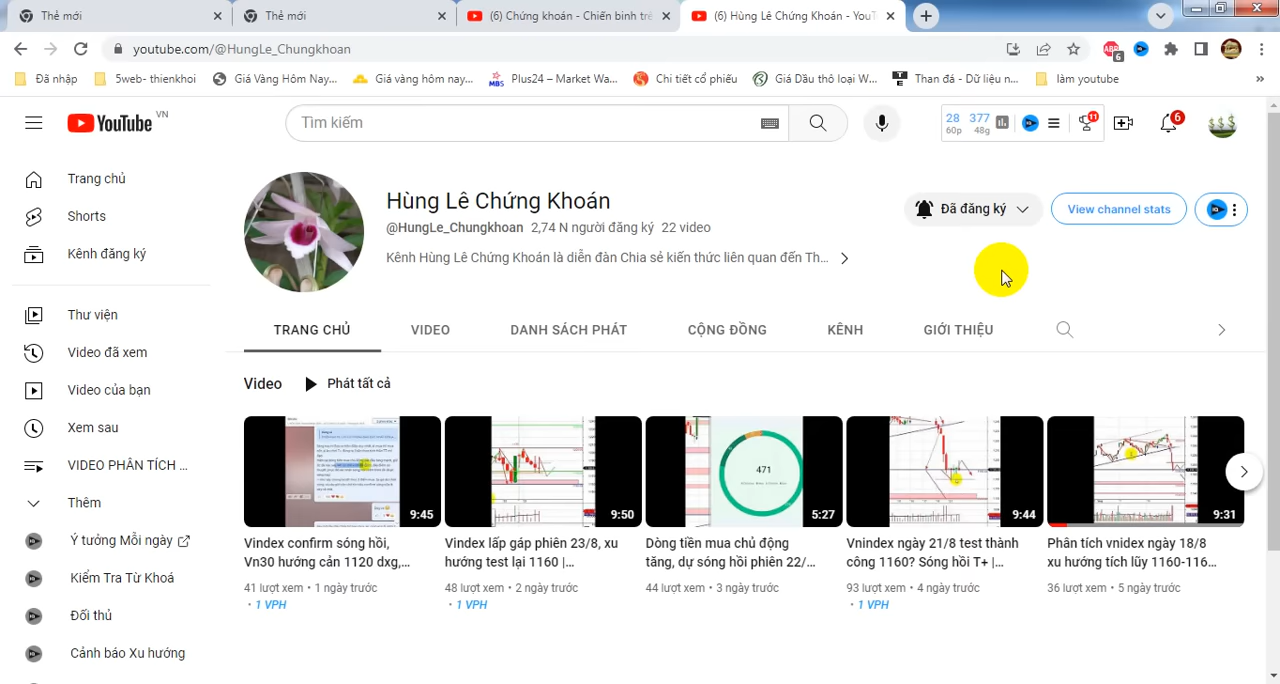 Thẻ mới
Thẻ mới
(6) Chứng khoán - Chiến binh trẻ
(6) Hùng Lê Chứng Khoán - YouT
youtube.com/@HungLe_Chungkhoan
6
Đã nhập
5web- thienkhoi
Giá Vàng Hôm Nay...
Giá vàng hôm nay...
MBS
Plus24 – Market Wa...
Chi tiết cổ phiếu
Giá Dầu thô loại W...
Than đá - Dữ liệu n...
làm youtube
»
YouTube VN
Tìm kiếm
28 377
60p 48g
11
6
Trang chủ
Shorts
Kênh đăng ký
Thư viện
Video đã xem
Video của bạn
Xem sau
VIDEO PHÂN TÍCH ...
Thêm
Ý tưởng Mỗi ngày
Kiểm Tra Từ Khoá
Đối thủ
Cảnh báo Xu hướng
Hùng Lê Chứng Khoán
@HungLe_Chungkhoan 2,74 N người đăng ký 22 video
Kênh Hùng Lê Chứng Khoán là diễn đàn Chia sẻ kiến thức liên quan đến Th...
Đã đăng ký
View channel stats
TRANG CHỦ VIDEO DANH SÁCH PHÁT CỘNG ĐỒNG KÊNH GIỚI THIỆU
Video Phát tất cả
9:45
Vindex confirm sóng hồi,
Vn30 hướng cản 1120 dxg,...
41 lượt xem • 1 ngày trước
• 1 VPH
9:50
Vindex lấp gáp phiên 23/8, xu
hướng test lại 1160 |...
48 lượt xem • 2 ngày trước
• 1 VPH
471
5:27
Dòng tiền mua chủ động
tăng, dự sóng hồi phiên 22/...
44 lượt xem • 3 ngày trước
9:44
Vnindex ngày 21/8 test thành
công 1160? Sóng hồi T+ |...
93 lượt xem • 4 ngày trước
• 1 VPH
9:31
Phân tích vnidex ngày 18/8
xu hướng tích lũy 1160-116...
36 lượt xem • 5 ngày trước